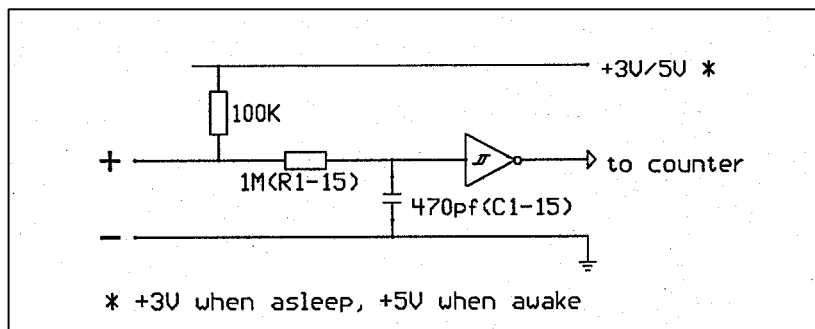 +3V/5V *
100K
+
1M(R1-15)
to counter
470pf(C1-15)
-
* +3V when asleep, +5V when awake